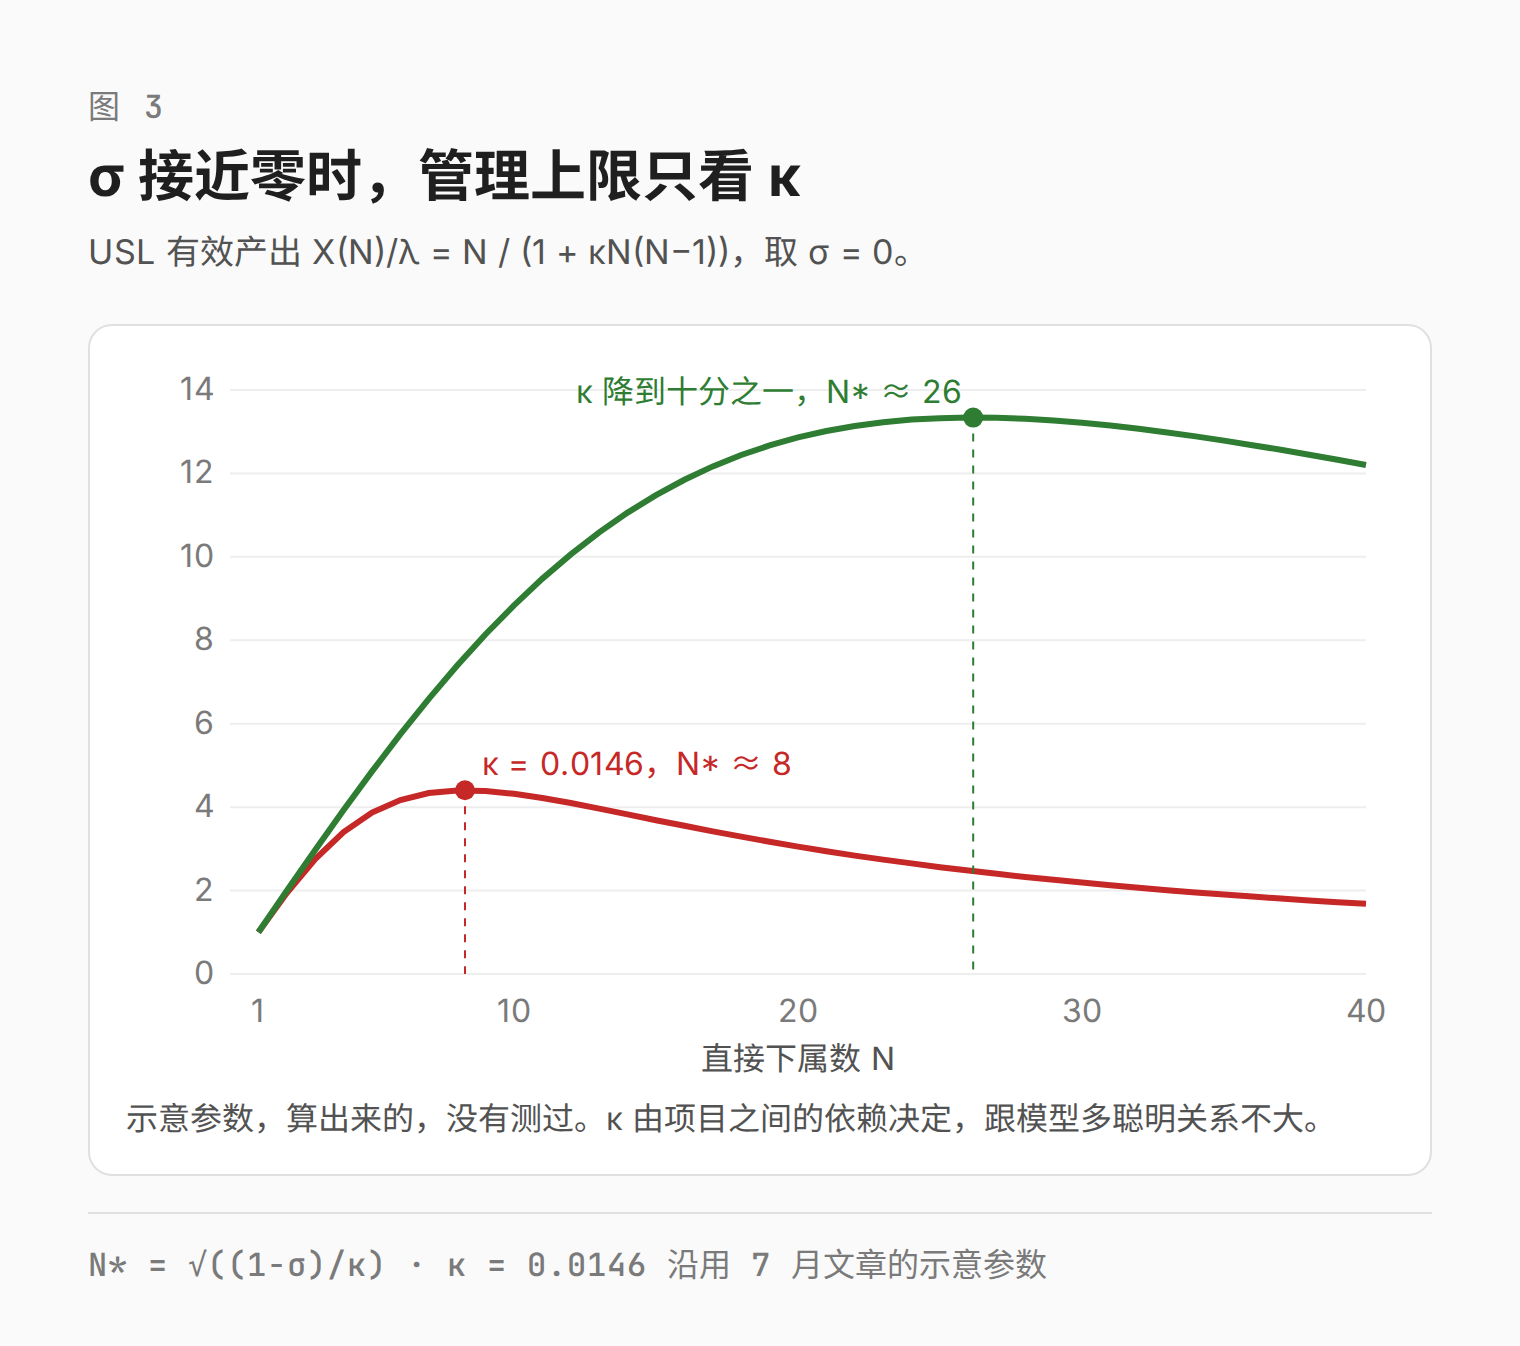 图 3
σ 接近零时，管理上限只看 κ
USL 有效产出 X(N)/λ = N / (1 + κN(N−1))，取 σ = 0。
14
κ 降到十分之一，N* ≈ 26
12
10
8
6
κ = 0.0146，N* ≈ 8
4
2
0
1 10 20 30 40
直接下属数 N
示意参数，算出来的，没有测过。κ 由项目之间的依赖决定，跟模型多聪明关系不大。
N* = √((1-σ)/κ) · κ = 0.0146 沿用 7 月文章的示意参数